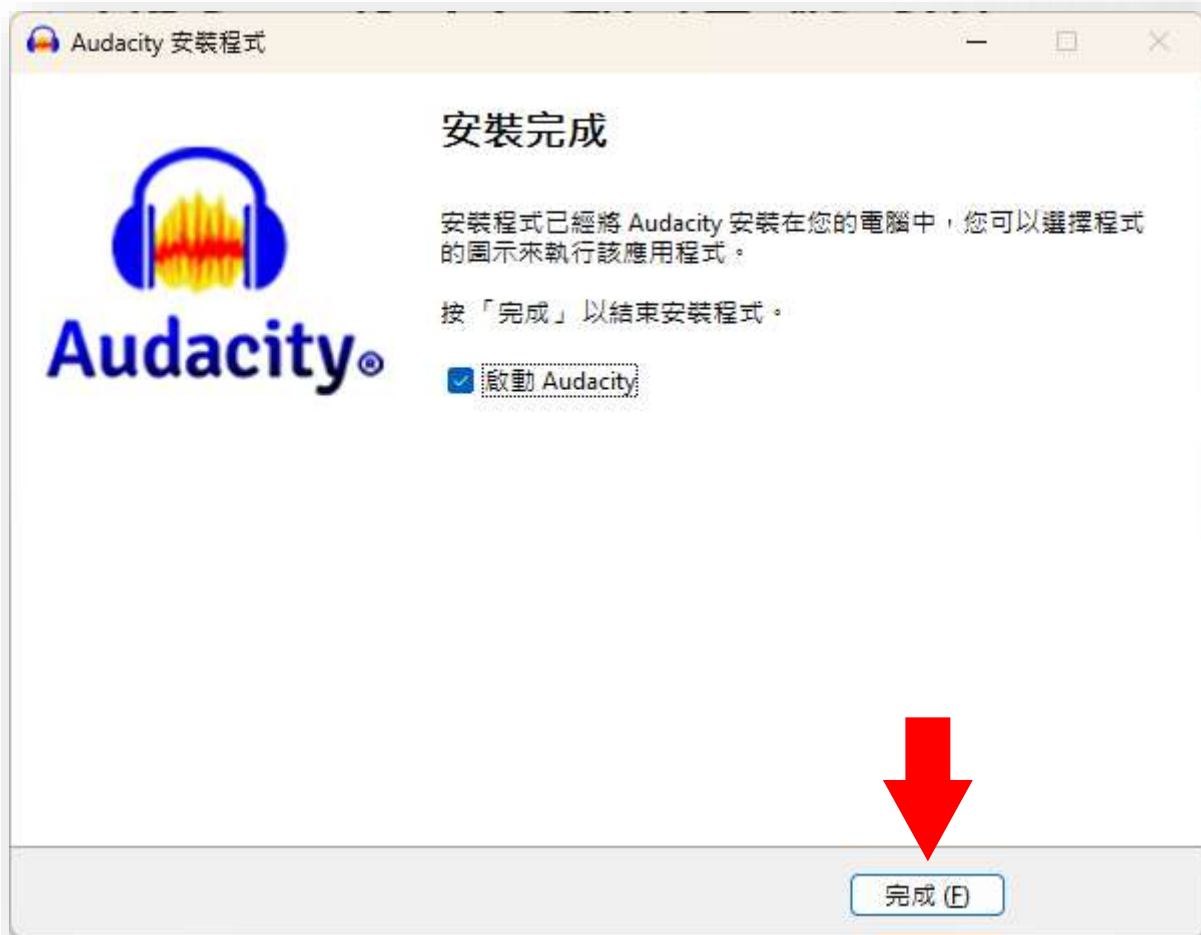 Audacity 安裝程式
安裝完成
Audacity®
安裝程式已經將 Audacity 安裝在您的電腦中，您可以選擇程式
的圖示來執行該應用程式。
按「完成」以結束安裝程式。
啟動 Audacity
完成 (F)